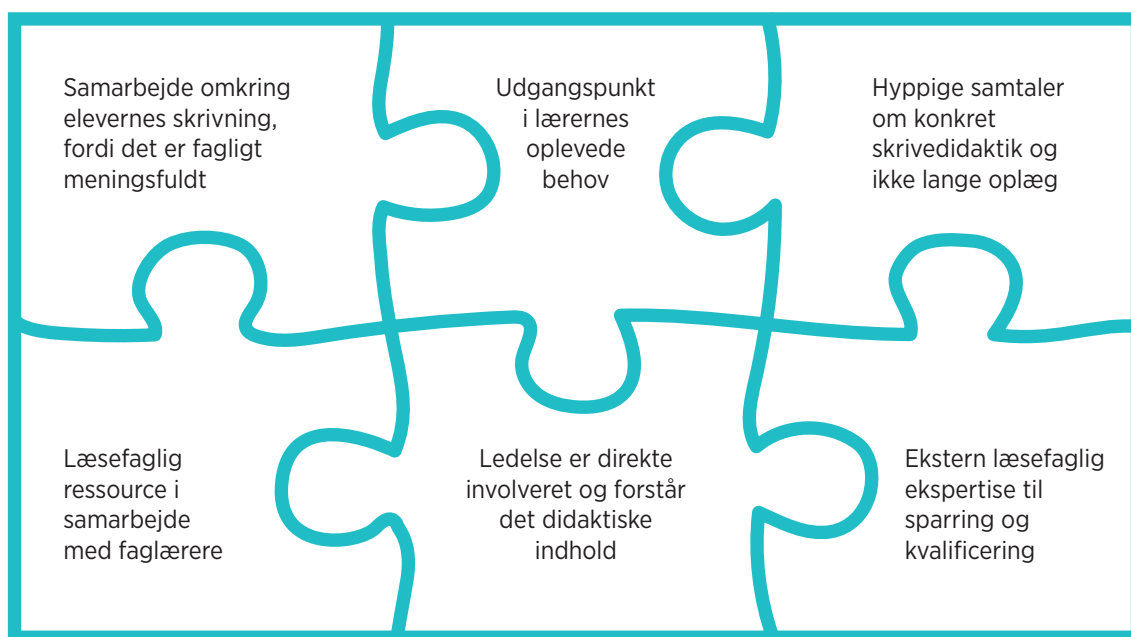 Samarbejde omkring
elevernes skrivning,
fordi det er fagligt
meningsfuldt
Udgangspunkt
i lærernes
oplevede
behov
Hyppige samtaler
om konkret
skrivedidaktik og
ikke lange oplæg
Læsefaglig
ressource i
samarbejde
med faglærere
Ledelse er direkte
involveret og forstår
det didaktiske
indhold
Ekstern læsefaglig
ekspertise til
sparring og
kvalificering